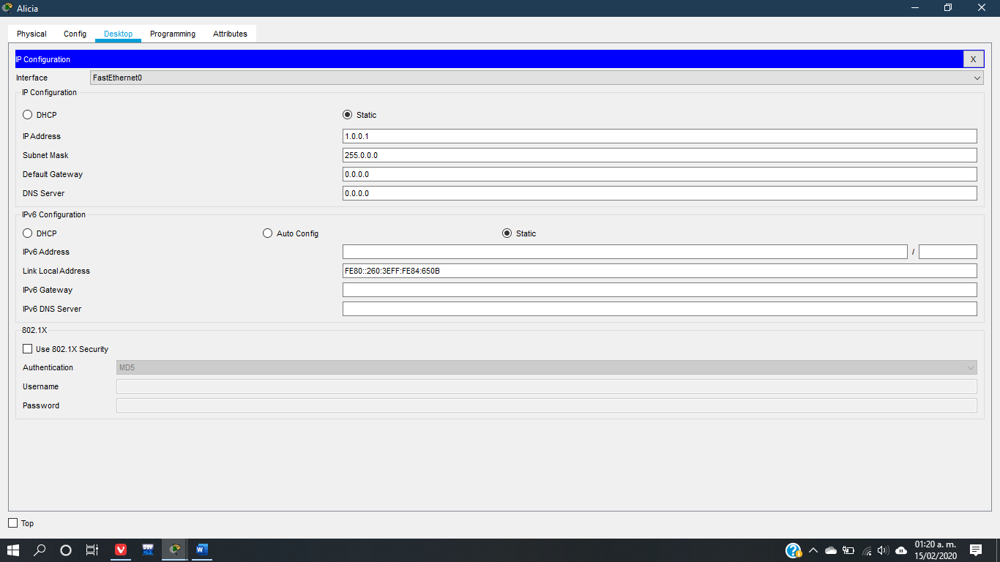 Alicia
Physical Config Desktop Programming Attributes
IP Configuration X
Interface FastEthernet0
IP Configuration
DHCP Static
IP Address 1.0.0.1
Subnet Mask 255.0.0.0
Default Gateway 0.0.0.0
DNS Server 0.0.0.0
IPv6 Configuration
DHCP Auto Config Static
IPv6 Address /
Link Local Address FE80::260:3EFF:FE84:650B
IPv6 Gateway
IPv6 DNS Server
802.1X
Use 802.1X Security
Authentication MD5
Username
Password
Top
DEV
W
01:20 a. m.
15/02/2020